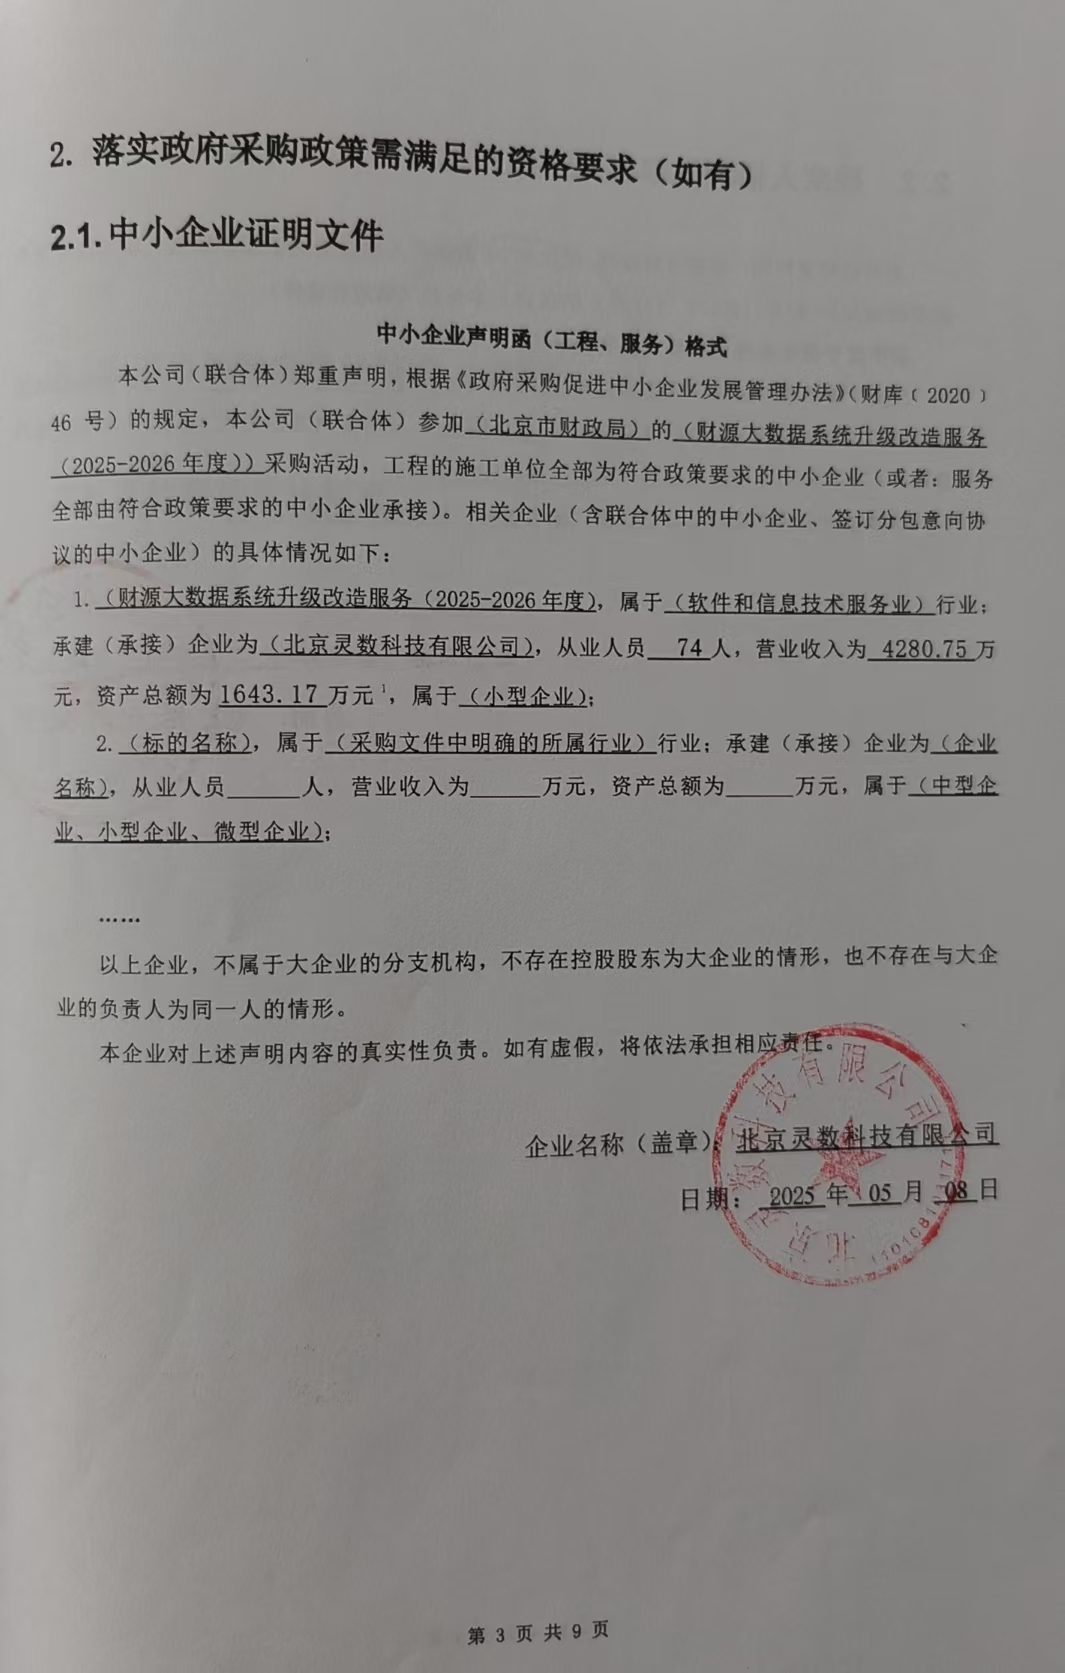 2. 落实政府采购政策需满足的资格要求（如有）
2.1.中小企业证明文件
中小企业声明函（工程、服务）格式
本公司（联合体）郑重声明，根据《政府采购促进中小企业发展管理办法》（财库﹝2020﹞
46 号）的规定，本公司（联合体）参加（北京市财政局）的（财源大数据系统升级改造服务
（2025-2026 年度））采购活动，工程的施工单位全部为符合政策要求的中小企业（或者：服务
全部由符合政策要求的中小企业承接）。相关企业（含联合体中的中小企业、签订分包意向协
议的中小企业）的具体情况如下：
1.（财源大数据系统升级改造服务（2025-2026 年度），属于（软件和信息技术服务业）行业；
承建（承接）企业为（北京灵数科技有限公司），从业人员 74 人，营业收入为 4280.75 万
元，资产总额为 1643.17 万元¹，属于（小型企业）；
2.（标的名称），属于（采购文件中明确的所属行业）行业；承建（承接）企业为（企业
名称），从业人员______人，营业收入为______万元，资产总额为______万元，属于（中型企
业、小型企业、微型企业）；
......
以上企业，不属于大企业的分支机构，不存在控股股东为大企业的情形，也不存在与大企
业的负责人为同一人的情形。
本企业对上述声明内容的真实性负责。如有虚假，将依法承担相应责任。
企业名称（盖章）：北京灵数科技有限公司
日期： 2025 年 05 月 08 日
北京灵数科技有限公司
第 3 页 共 9 页